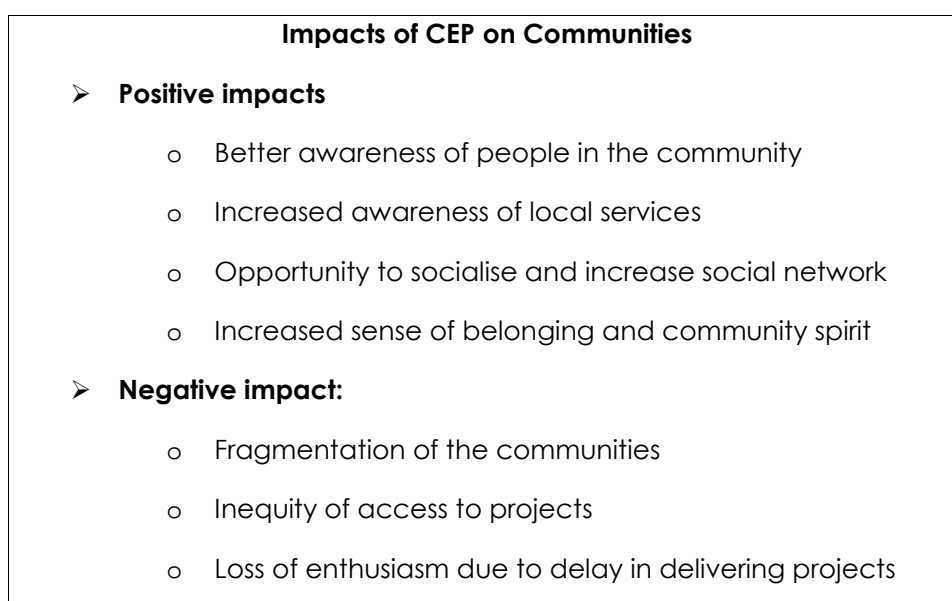 Impacts of CEP on Communities
➢ Positive impacts
o Better awareness of people in the community
o Increased awareness of local services
o Opportunity to socialise and increase social network
o Increased sense of belonging and community spirit
➢ Negative impact:
o Fragmentation of the communities
o Inequity of access to projects
o Loss of enthusiasm due to delay in delivering projects